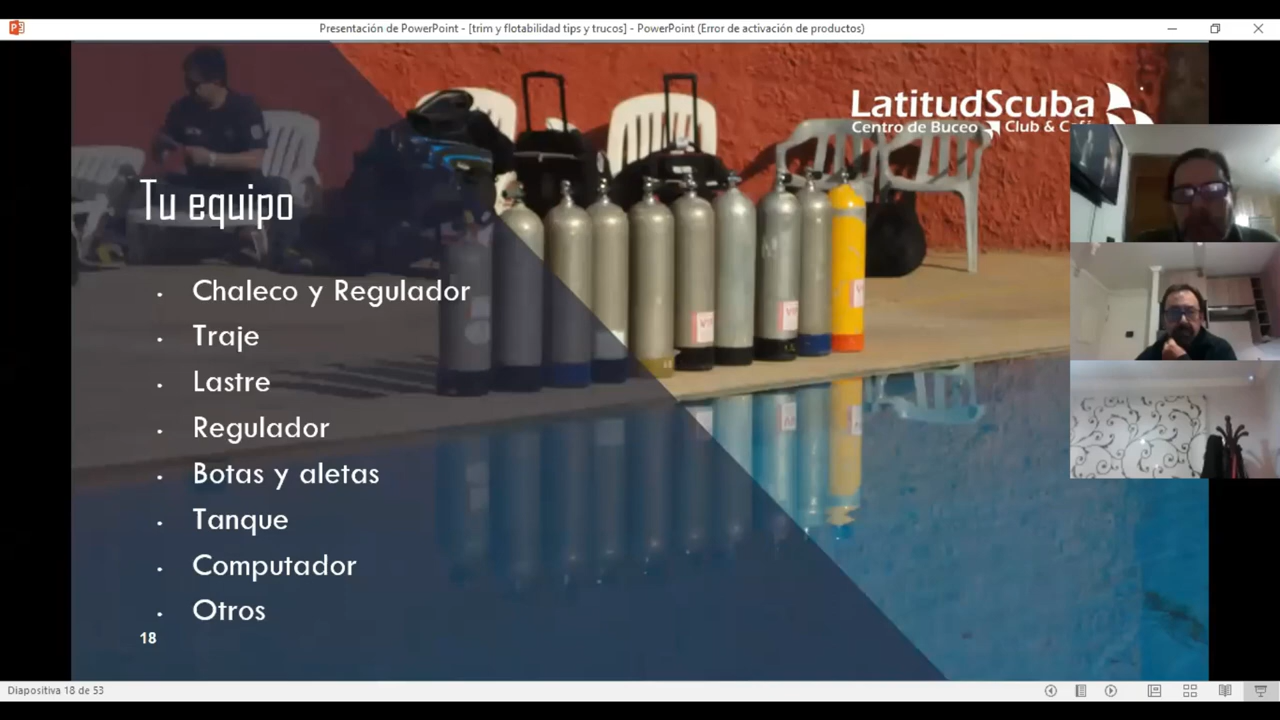 Presentación de PowerPoint - [trim y flotabilidad tips y trucos] - PowerPoint (Error de activación de productos)
LatitudScuba
Centro de Buceo Club &
Tu equipo
Chaleco y Regulador
Traje
Lastre
Regulador
Botas y aletas
Tanque
Computador
Otros
18
Diapositiva 18 de 53